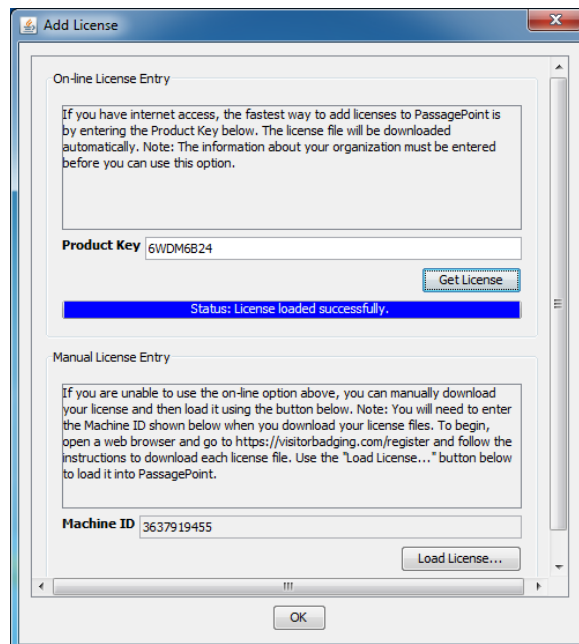 Add License
On-line License Entry
If you have internet access, the fastest way to add licenses to PassagePoint is
by entering the Product Key below. The license file will be downloaded
automatically. Note: The information about your organization must be entered
before you can use this option.
Product Key 6WDM6B24
Get License
Status: License loaded successfully.
Manual License Entry
If you are unable to use the on-line option above, you can manually download
your license and then load it using the button below. Note: You will need to enter
the Machine ID shown below when you download your license files. To begin,
open a web browser and go to https://visitorbadging.com/register and follow the
instructions to download each license file. Use the "Load License..." button below
to load it into PassagePoint.
Machine ID 3637919455
Load License...
OK